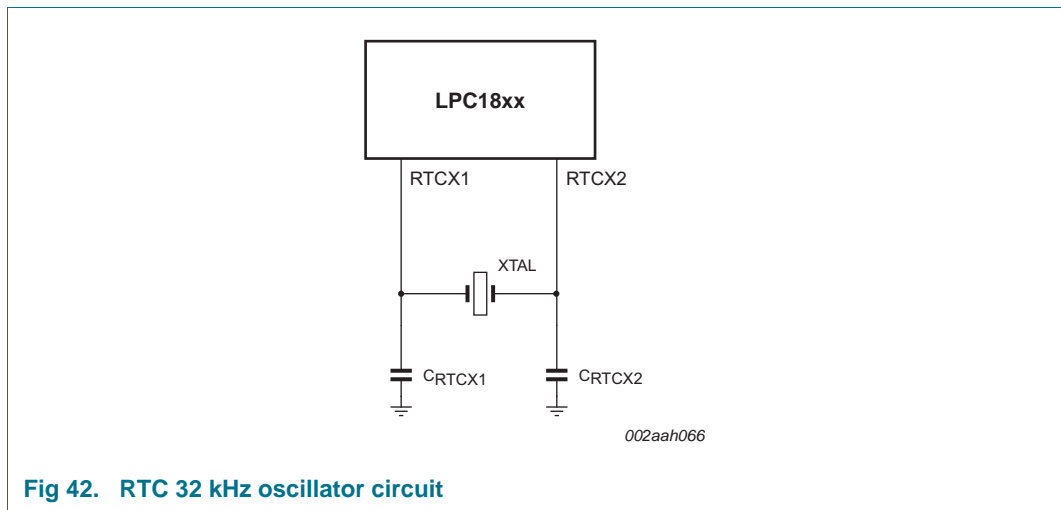 LPC18xx
RTCX1 RTCX2
XTAL
CRTCX1 CRTCX2
002aah066
Fig 42. RTC 32 kHz oscillator circuit